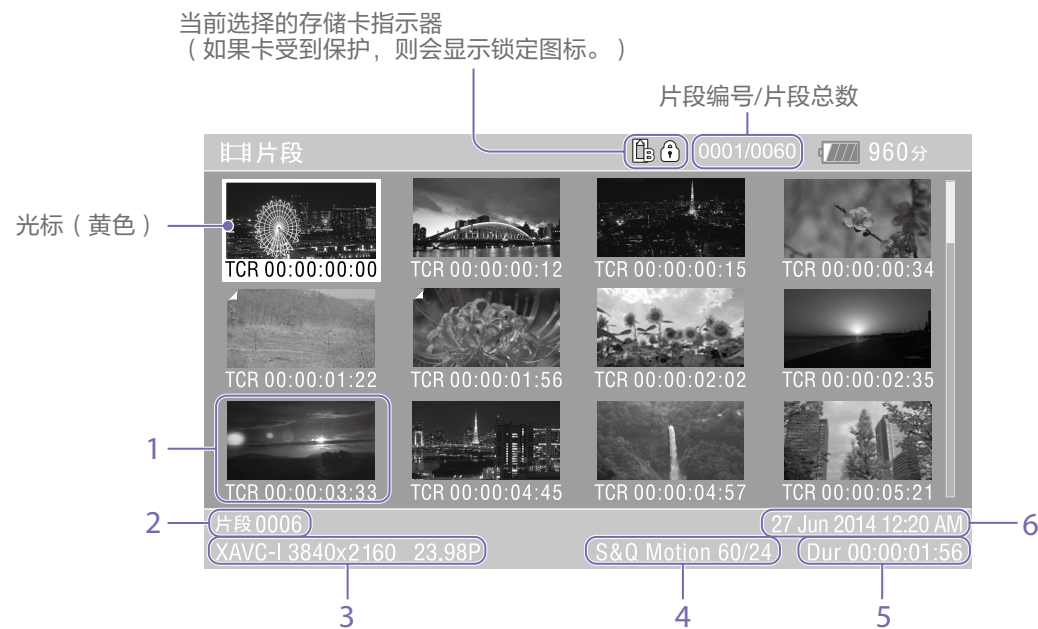 当前选择的存储卡指示器
（如果卡受到保护，则会显示锁定图标。）
片段编号/片段总数
片段
B
0001/0060
960分
光标（黄色）
TCR 00:00:00:00
TCR 00:00:00:12
TCR 00:00:00:15
TCR 00:00:00:34
TCR 00:00:01:22
TCR 00:00:01:56
TCR 00:00:02:02
TCR 00:00:02:35
1
TCR 00:00:03:33
TCR 00:00:04:45
TCR 00:00:04:57
TCR 00:00:05:21
2
片段 0006
27 Jun 2014 12:20 AM
6
XAVC-I 3840x2160 23.98P
S&Q Motion 60/24
Dur 00:00:01:56
3
4
5